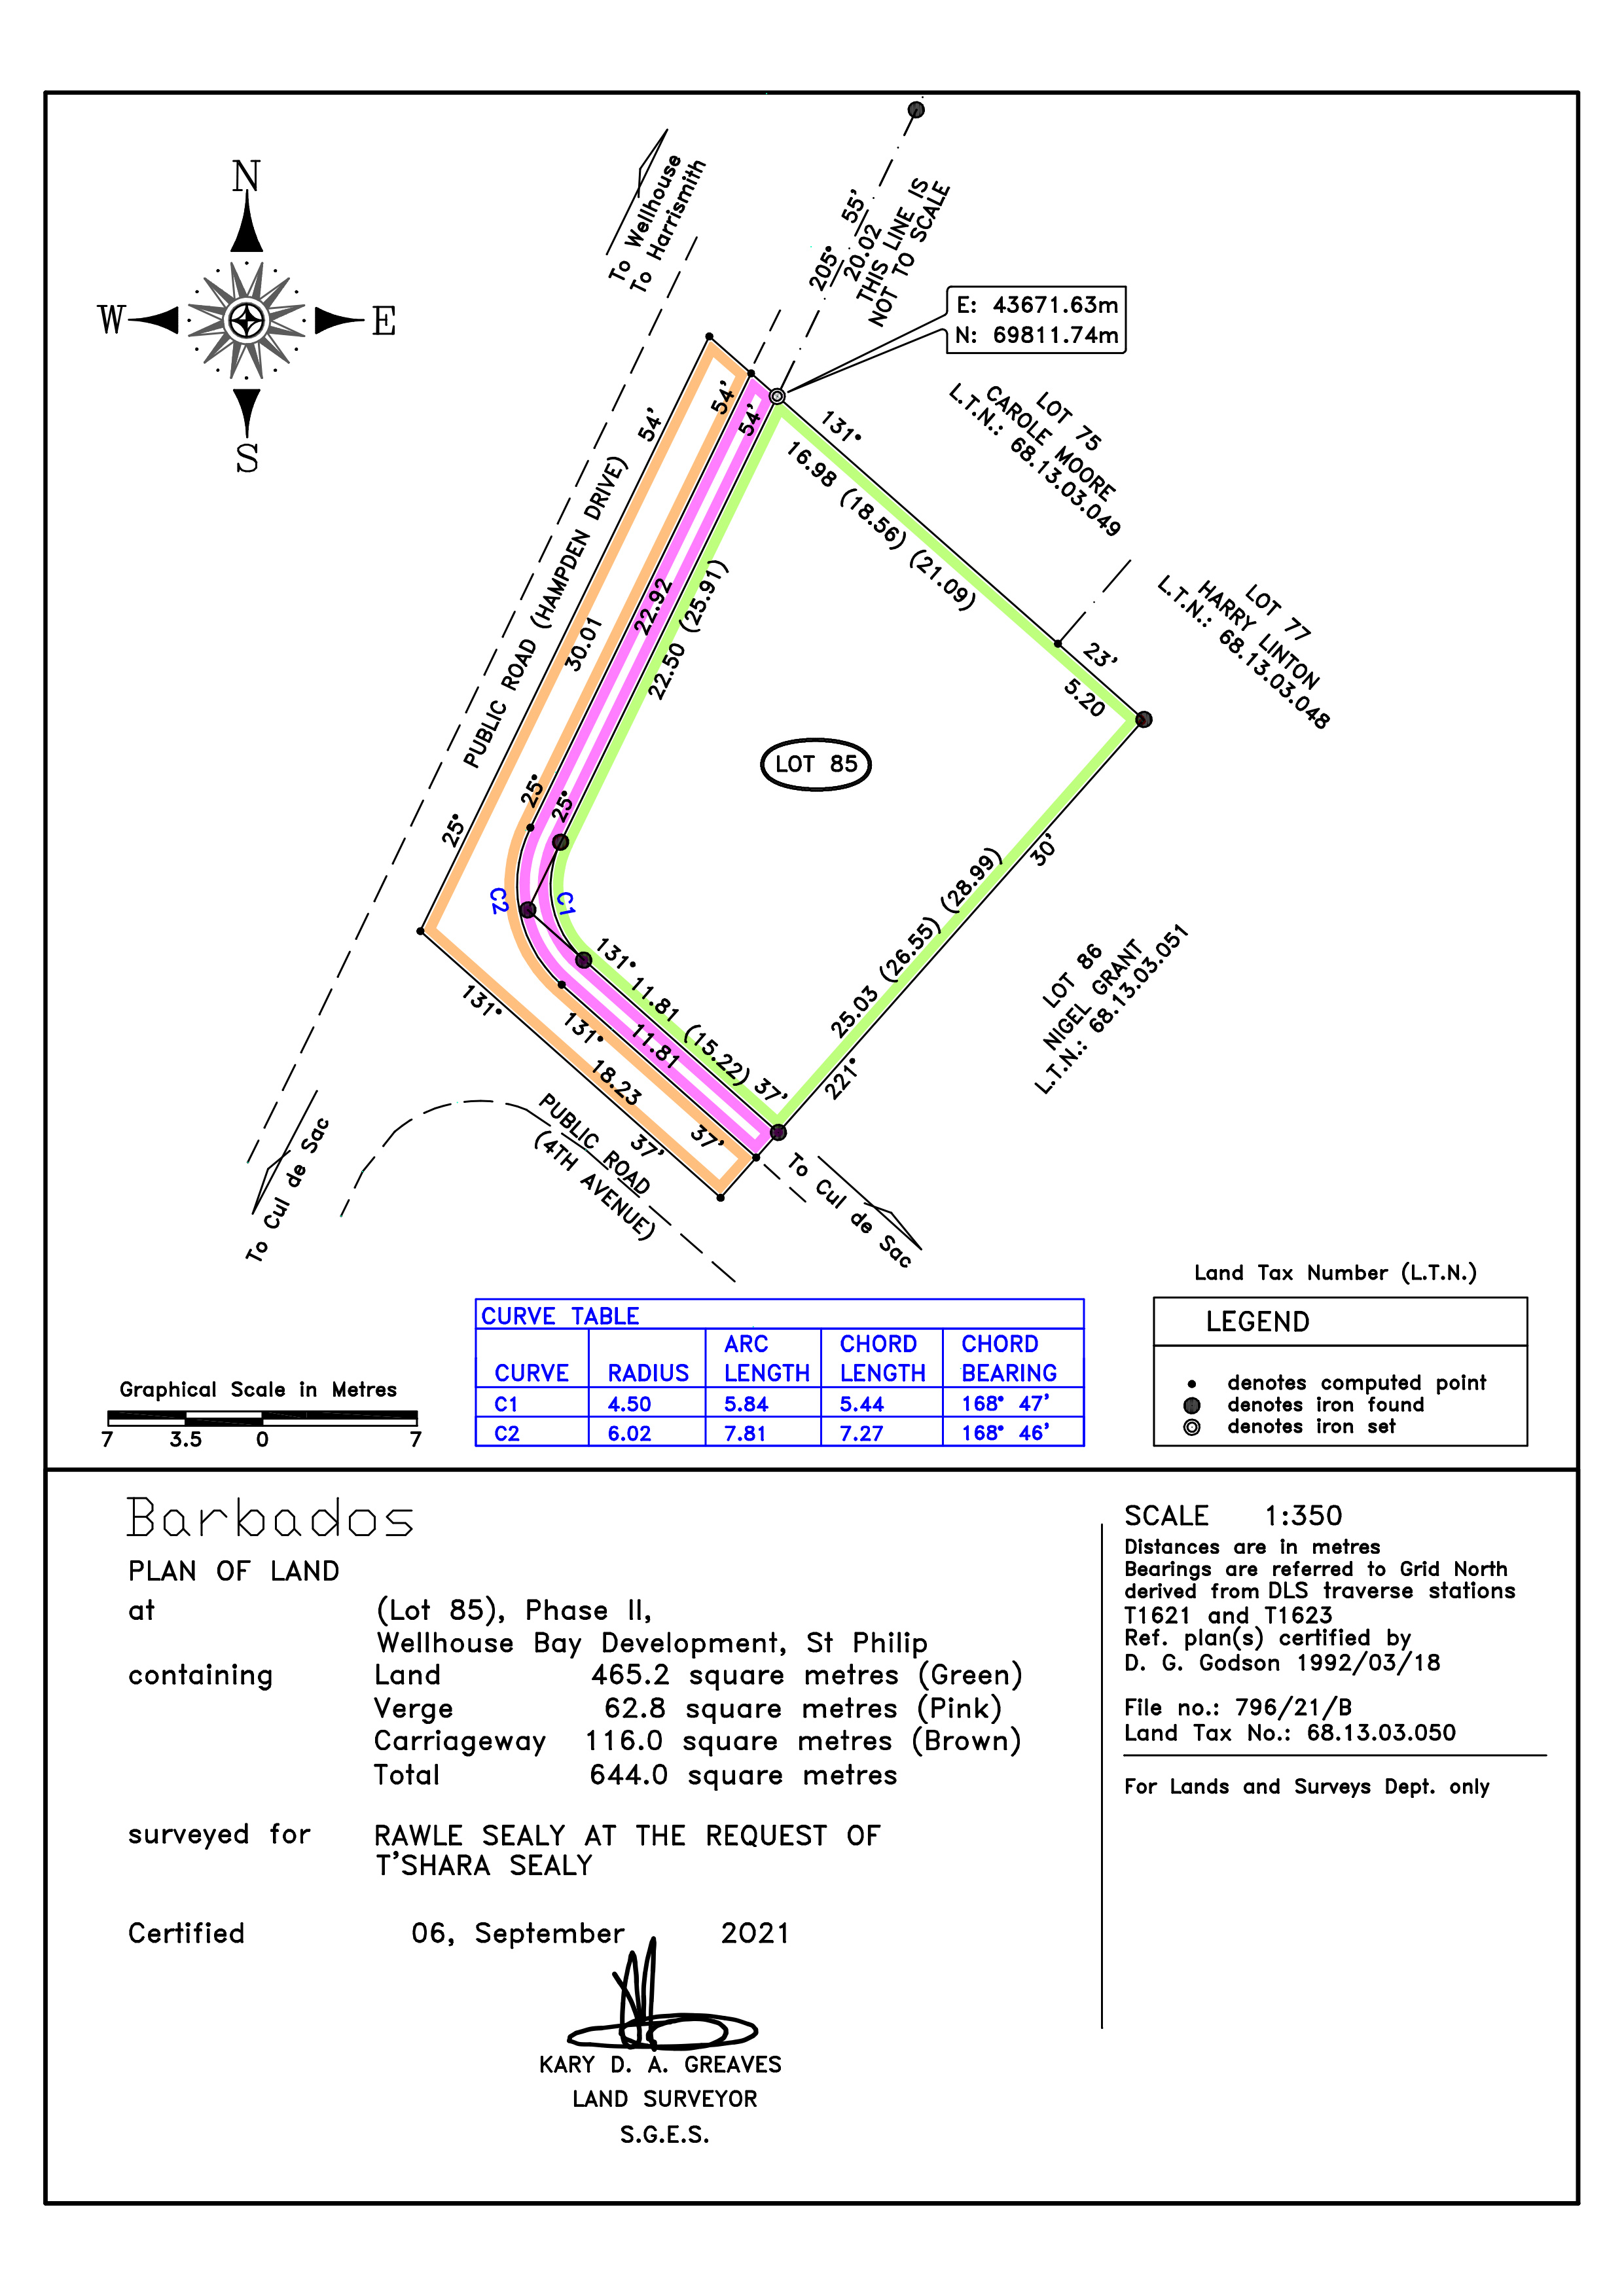 N
W
E
S
To Wellhouse
To Harrismith
205° 55'
20.02
THIS LINE IS
NOT TO SCALE
E: 43671.63m
N: 69811.74m
LOT 75
CAROLE MOORE
L.T.N.: 68.13.03.049
LOT 77
HARRY LINTON
L.T.N.: 68.13.03.048
131°
16.98 (18.56) (21.09)
23'
5.20
54'
54'
54'
PUBLIC ROAD (HAMPDEN DRIVE)
30.01
22.92
22.50 (25.91)
LOT 85
25°
25°
25°
C2
C1
30'
25.03 (26.55) (28.99)
221°
LOT 86
NIGEL GRANT
L.T.N.: 68.13.03.051
131°
11.81 (15.22)
37'
131°
11.81
37'
131°
18.23
37'
PUBLIC ROAD
(4TH AVENUE)
To Cul de Sac
To Cul de Sac
Land Tax Number (L.T.N.)
LEGEND
denotes computed point
denotes iron found
denotes iron set
CURVE TABLE
CURVE RADIUS ARC LENGTH CHORD LENGTH CHORD BEARING
C1 4.50 5.84 5.44 168° 47'
C2 6.02 7.81 7.27 168° 46'
Graphical Scale in Metres
7 3.5 0 7
Barbados
PLAN OF LAND
at (Lot 85), Phase II,
Wellhouse Bay Development, St Philip
containing Land 465.2 square metres (Green)
Verge 62.8 square metres (Pink)
Carriageway 116.0 square metres (Brown)
Total 644.0 square metres
surveyed for RAWLE SEALY AT THE REQUEST OF
T'SHARA SEALY
Certified 06, September 2021
KARY D. A. GREAVES
LAND SURVEYOR
S.G.E.S.
SCALE 1:350
Distances are in metres
Bearings are referred to Grid North
derived from DLS traverse stations
T1621 and T1623
Ref. plan(s) certified by
D. G. Godson 1992/03/18
File no.: 796/21/B
Land Tax No.: 68.13.03.050
For Lands and Surveys Dept. only